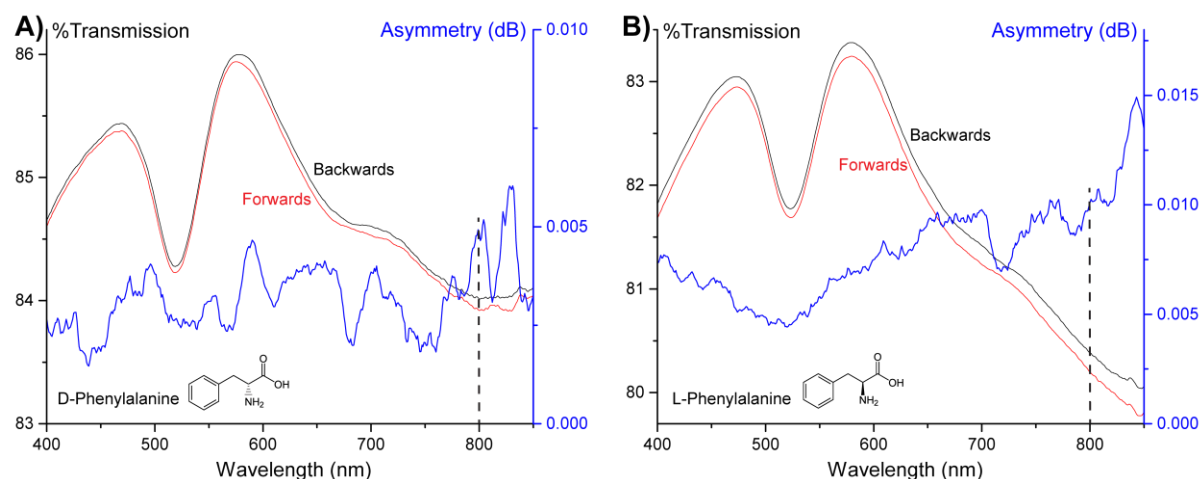 A) %Transmission Asymmetry (dB)
0.010
86
85
0.005
84
83
0.000
Backwards
Forwards
D-Phenylalanine
O
OH
NH2
400 500 600 700 800
Wavelength (nm)
B) %Transmission Asymmetry (dB)
83
82
81
80
0.015
0.010
0.005
0.000
Backwards
Forwards
L-Phenylalanine
O
OH
NH2
400 500 600 700 800
Wavelength (nm)